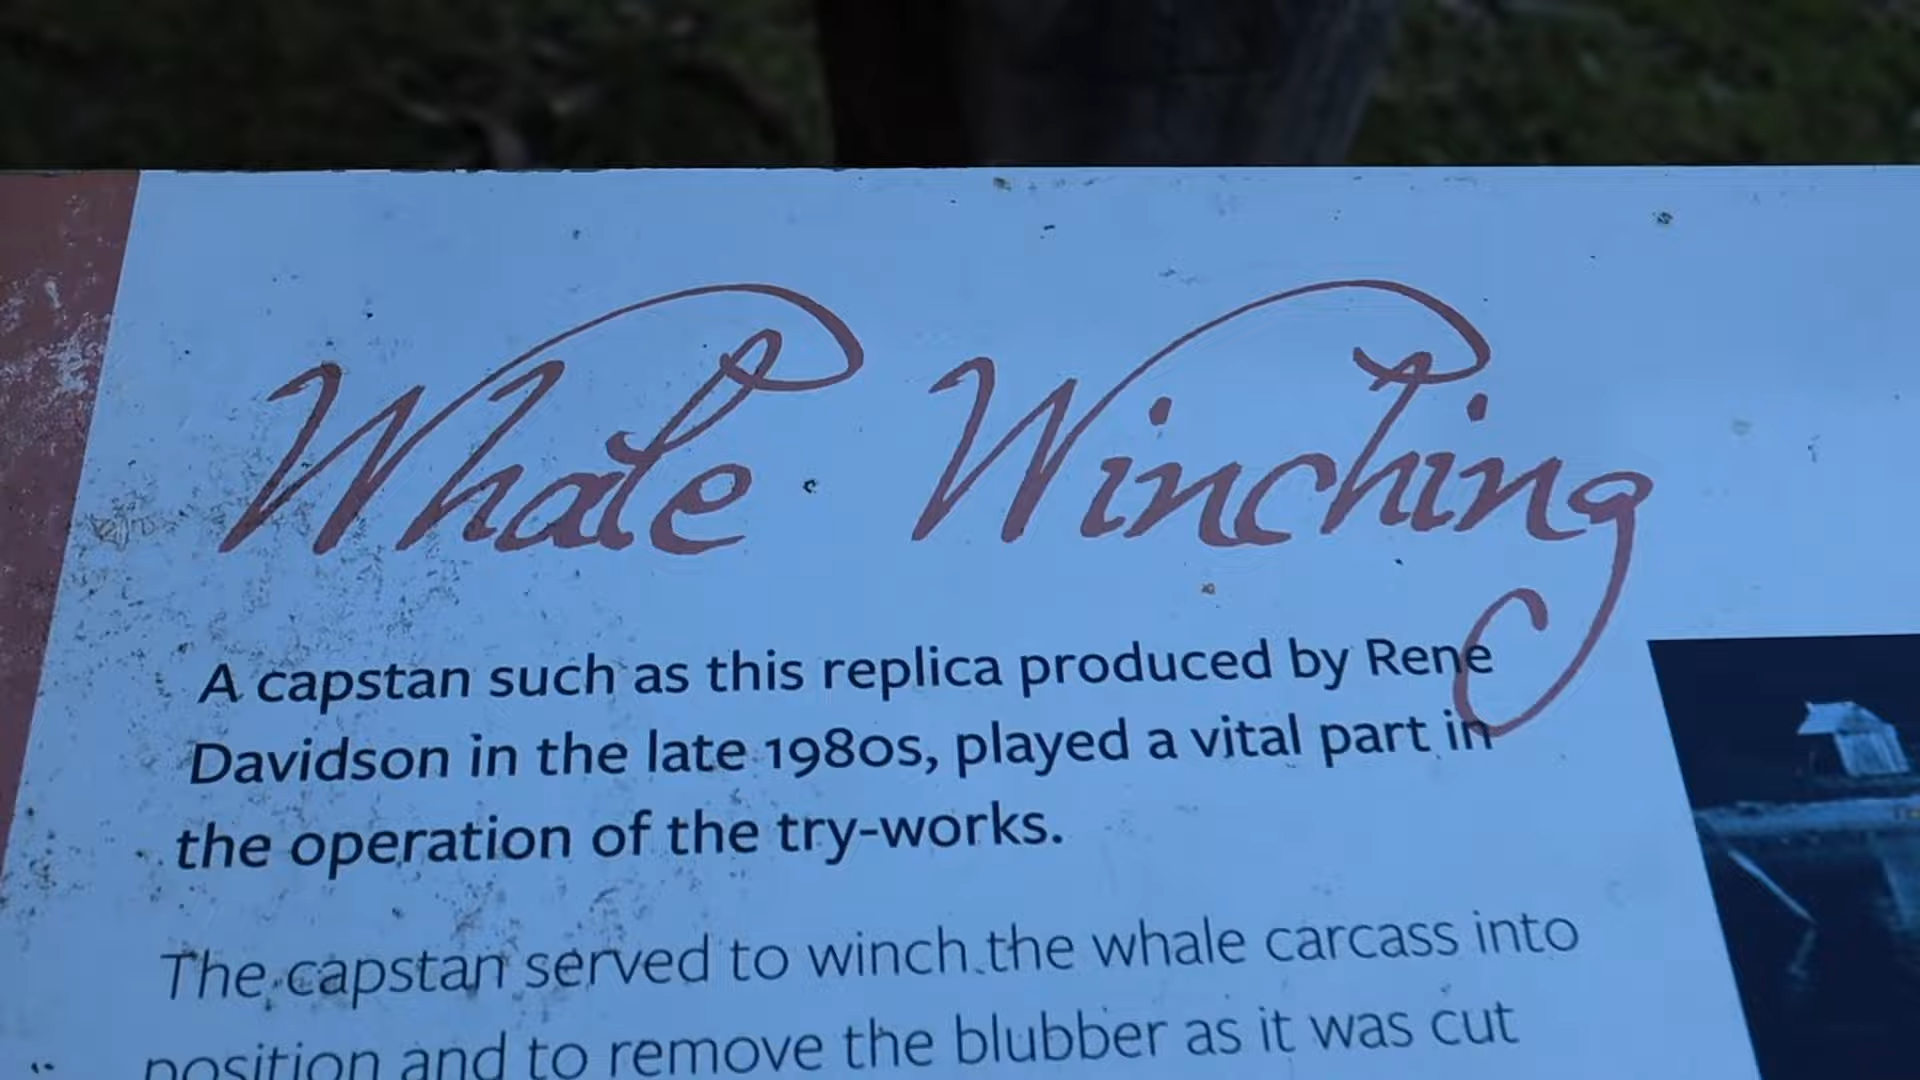 Whale Winching
A capstan such as this replica produced by Rene
Davidson in the late 1980s, played a vital part in
the operation of the try-works.
The capstan served to winch the whale carcass into
position and to remove the blubber as it was cut